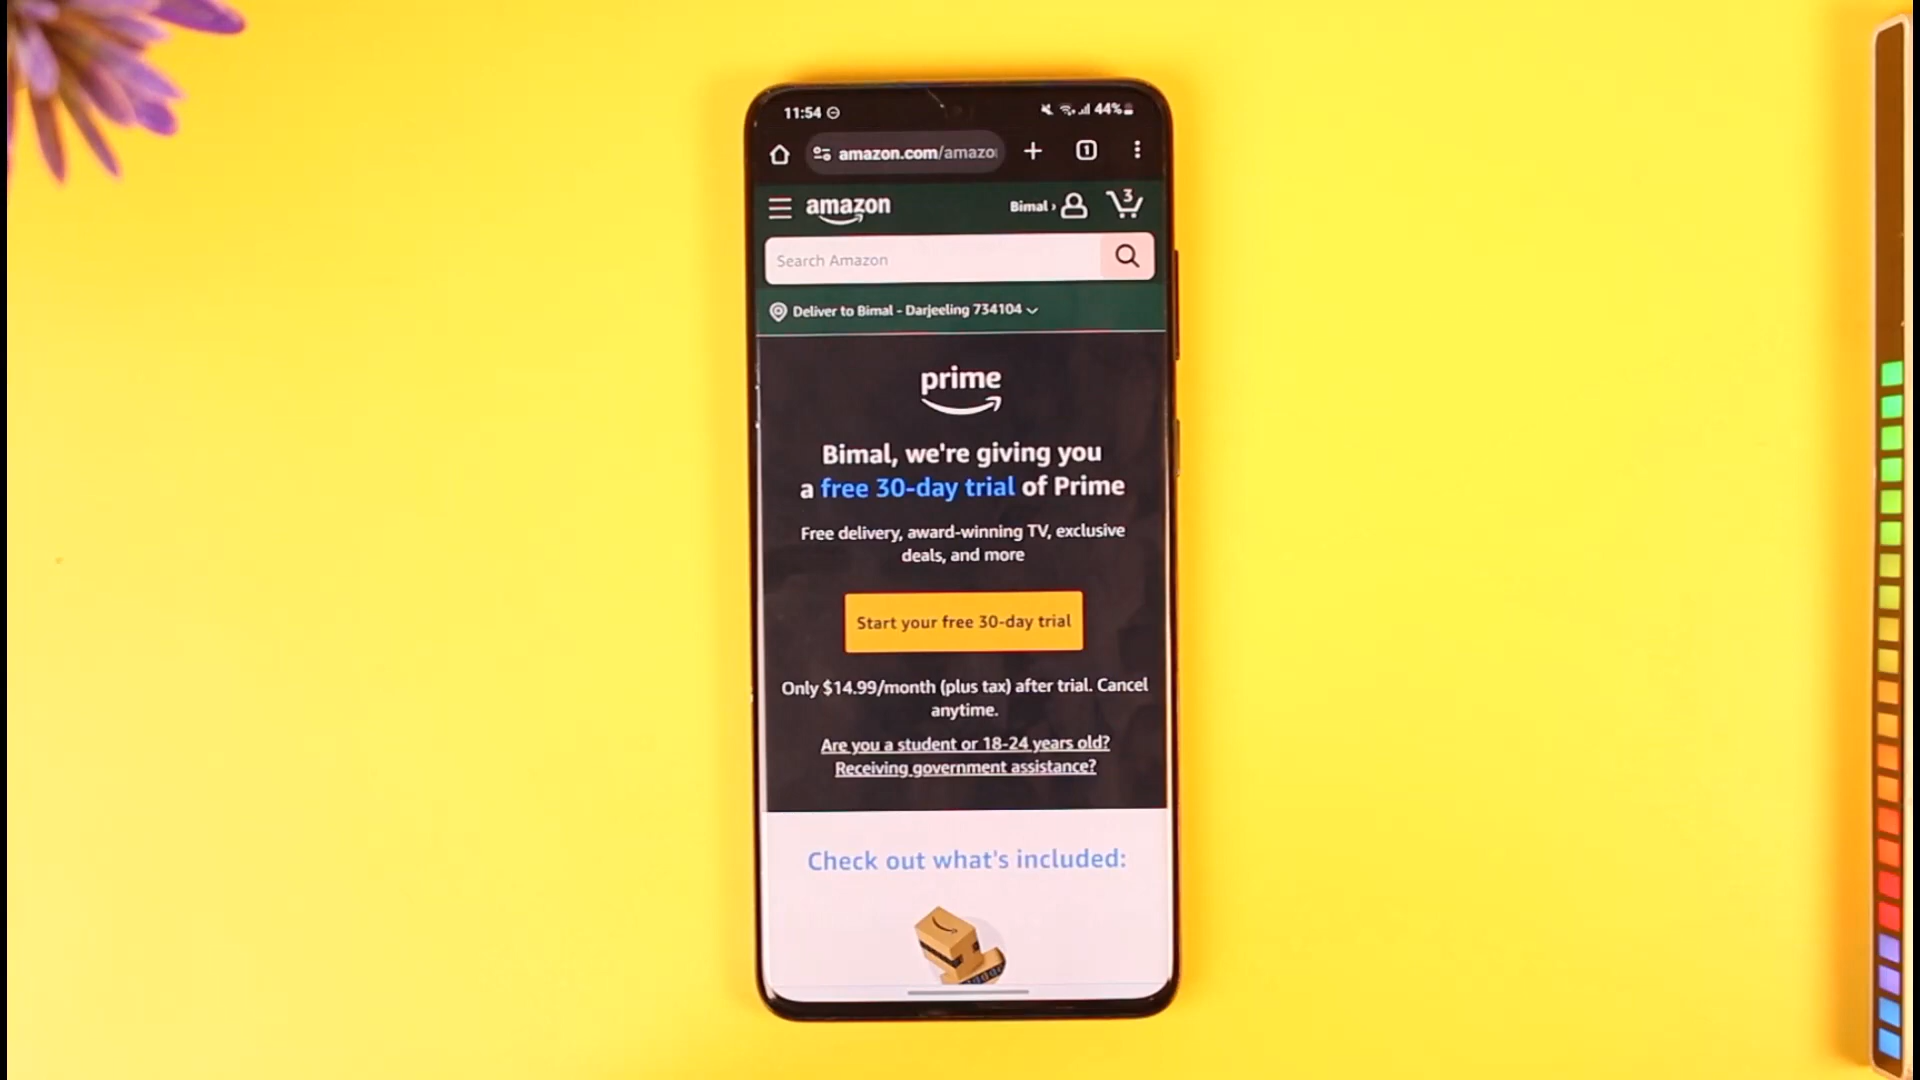 11:54
44%
amazon.com/amazo
1
amazon
Bimal ›
3
Search Amazon
Deliver to Bimal - Darjeeling 734104
prime
Bimal, we're giving you
a free 30-day trial of Prime
Free delivery, award-winning TV, exclusive
deals, and more
Start your free 30-day trial
Only $14.99/month (plus tax) after trial. Cancel
anytime.
Are you a student or 18-24 years old?
Receiving government assistance?
Check out what's included: